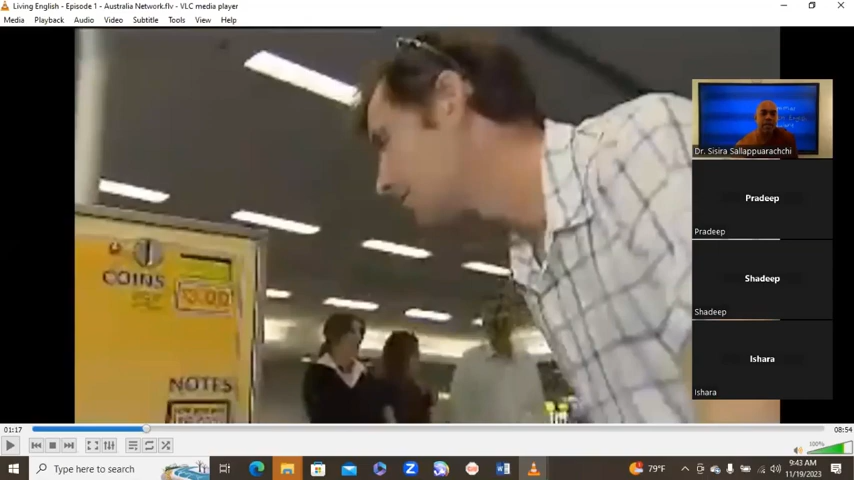 Living English - Episode 1 - Australia Network.flv - VLC media player
Media Playback Audio Video Subtitle Tools View Help
Dr. Sisira Sallappuarachchi
Pradeep
Pradeep
COINS
Shadeep
Shadeep
Ishara
NOTES
Ishara
01:17
08:54
100%
Type here to search
79°F
9:43 AM
11/19/2023